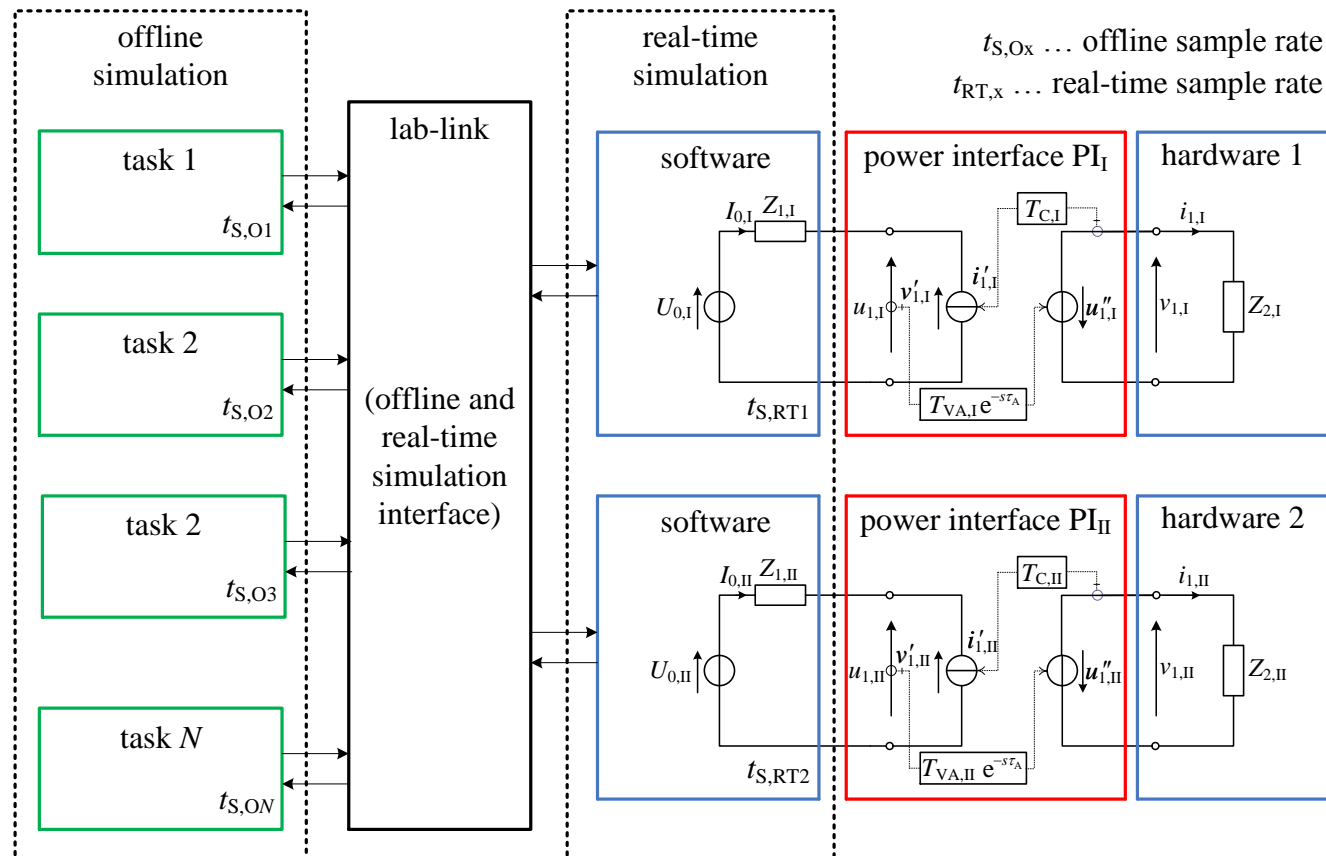 offline
simulation
task 1
t_S,O1
task 2
t_S,O2
task 2
t_S,O3
task N
t_S,ON
lab-link
(offline and
real-time
simulation
interface)
real-time
simulation
t_S,Ox … offline sample rate
t_RT,x … real-time sample rate
software
I_0,I Z_1,I
U_0,I
t_S,RT1
power interface PI_I
T_C,I
u_1,I v′_1,I i′_1,I u″_1,I
T_VA,I e^−sτ_A
hardware 1
i_1,I
v_1,I Z_2,I
software
I_0,II Z_1,II
U_0,II
t_S,RT2
power interface PI_II
T_C,II
u_1,II v′_1,II i′_1,II u″_1,II
T_VA,II e^−sτ_A
hardware 2
i_1,II
v_1,II Z_2,II